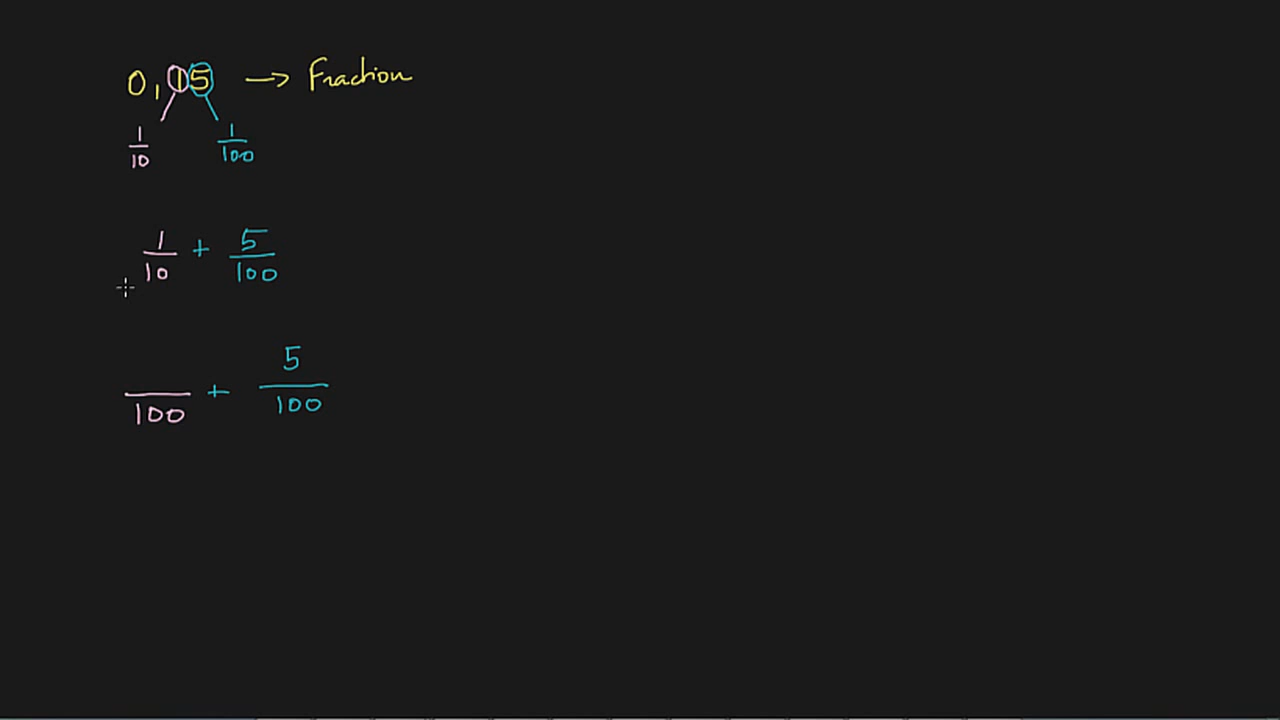 0,15 → Fraction
1/10 1/100
1/10 + 5/100
/100 + 5/100